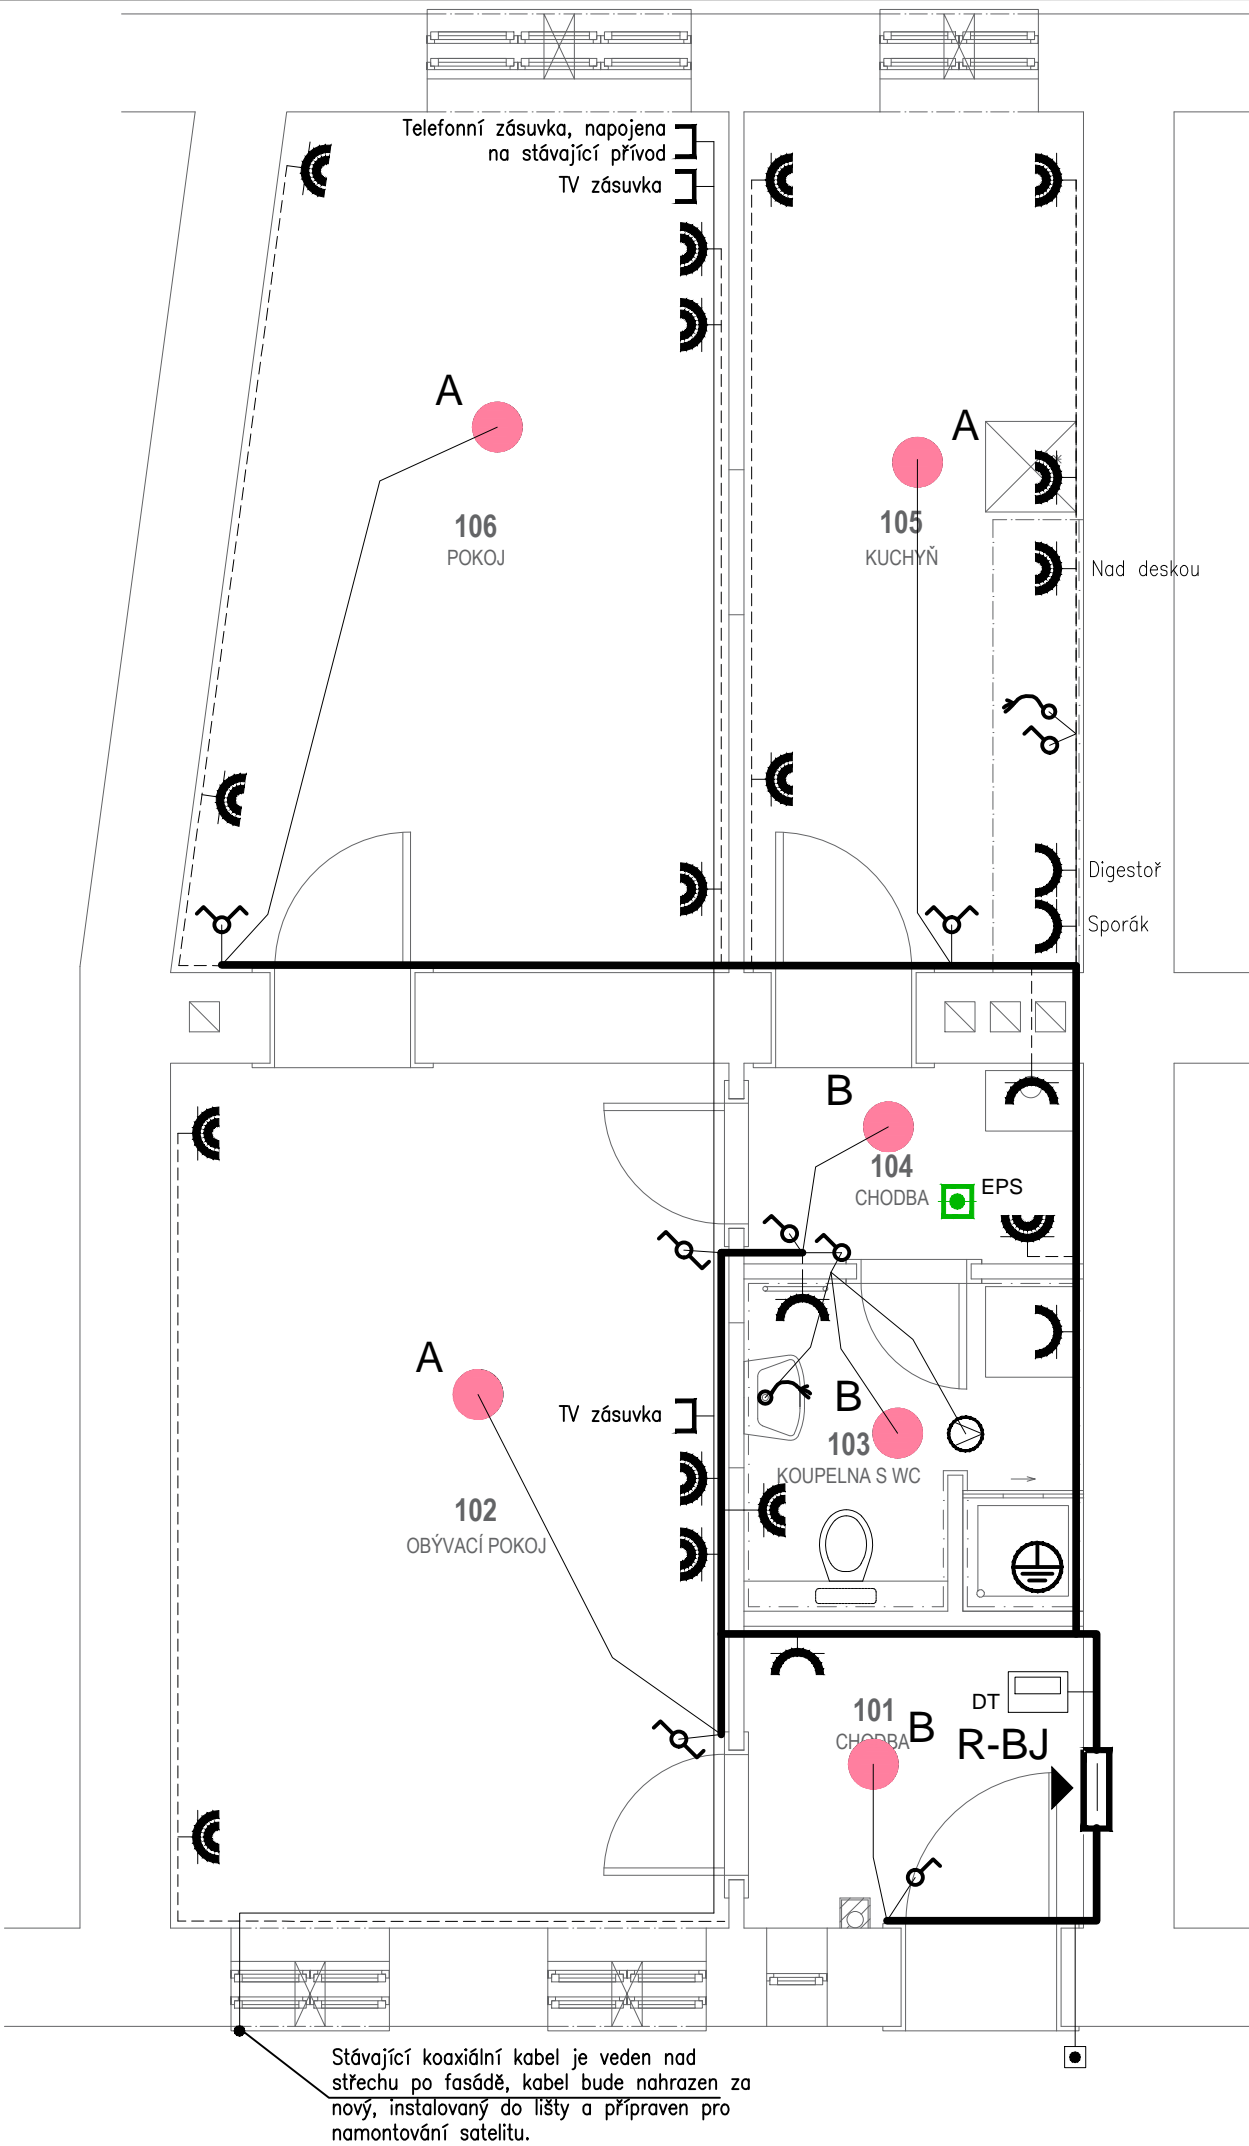 Telefonní zásuvka, napojena
na stávající přívod
TV zásuvka
A
106
POKOJ
A
105
KUCHYŇ
Nad deskou
Digestoř
Sporák
B
104
CHODBA
EPS
A
102
OBÝVACÍ POKOJ
TV zásuvka
B
103
KOUPELNA S WC
DT
101
CHODBA
B
R-BJ
Stávající koaxiální kabel je veden nad
střechu po fasádě, kabel bude nahrazen za
nový, instalovaný do lišty a připraven pro
namontování satelitu.